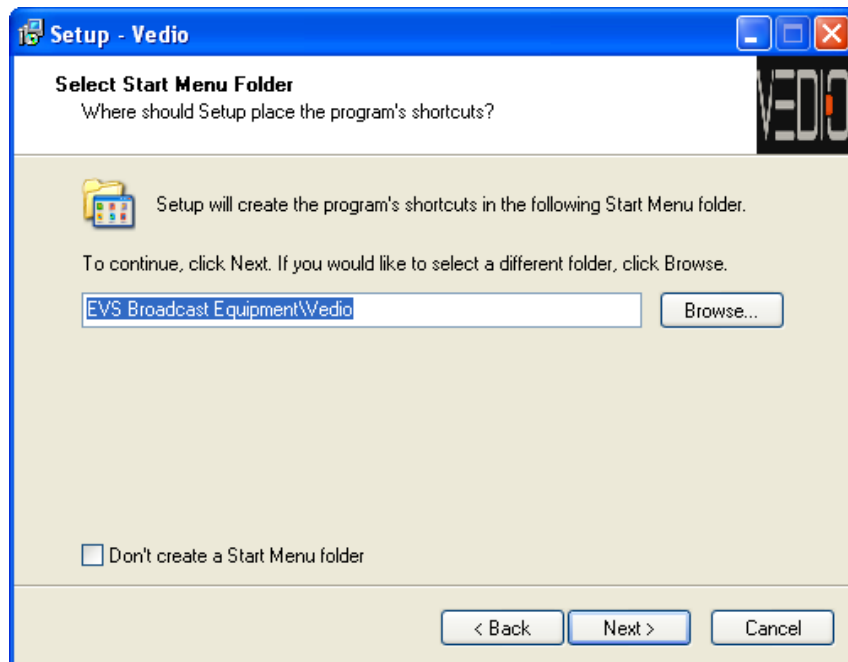 Setup - Vedio
Select Start Menu Folder
Where should Setup place the program's shortcuts?
VEDIO
Setup will create the program's shortcuts in the following Start Menu folder.
To continue, click Next. If you would like to select a different folder, click Browse.
EVS Broadcast Equipment\Vedio
Browse...
Don't create a Start Menu folder
< Back
Next >
Cancel